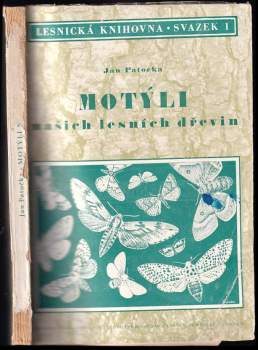 LESNICKÁ KNIHOVNA • SVAZEK 1
Jan Patočka
MOTÝLI
našich lesních dřevin
Jan Patočka: MOTÝLI